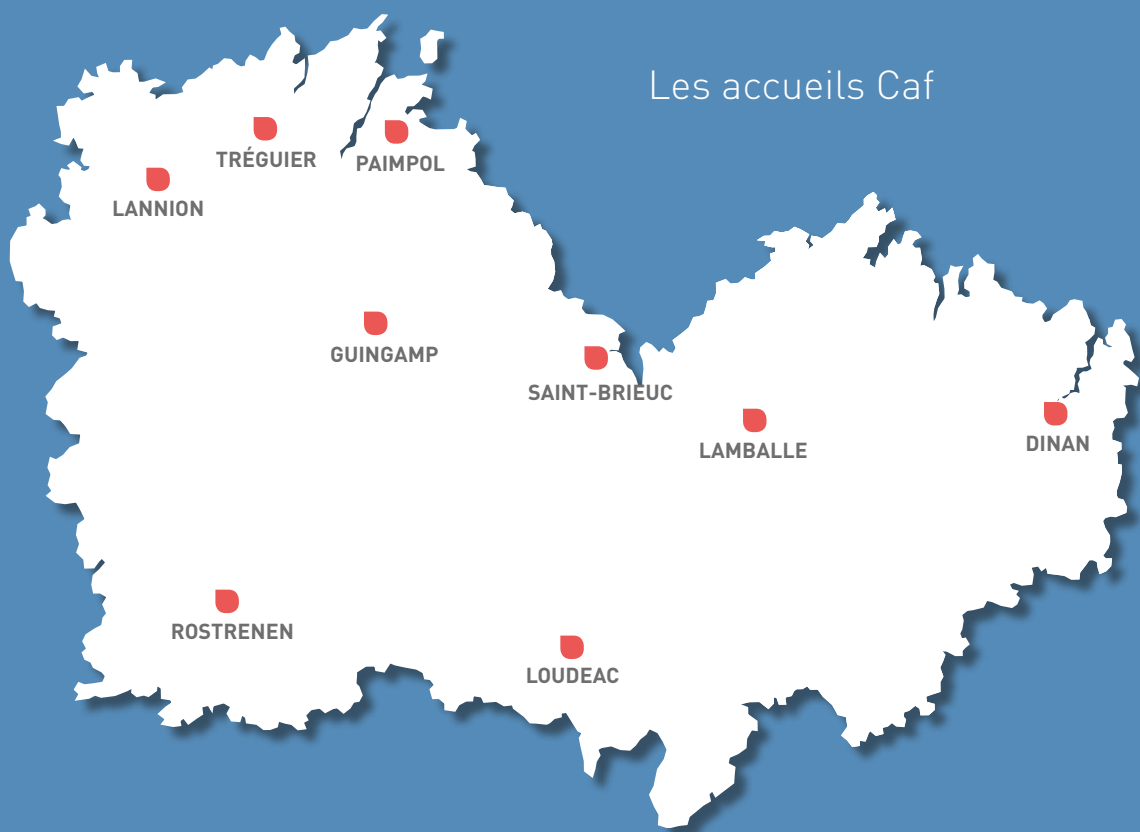 Les accueils Caf
TRÉGUIER
PAIMPOL
LANNION
GUINGAMP
SAINT-BRIEUC
LAMBALLE
DINAN
ROSTRENEN
LOUDEAC